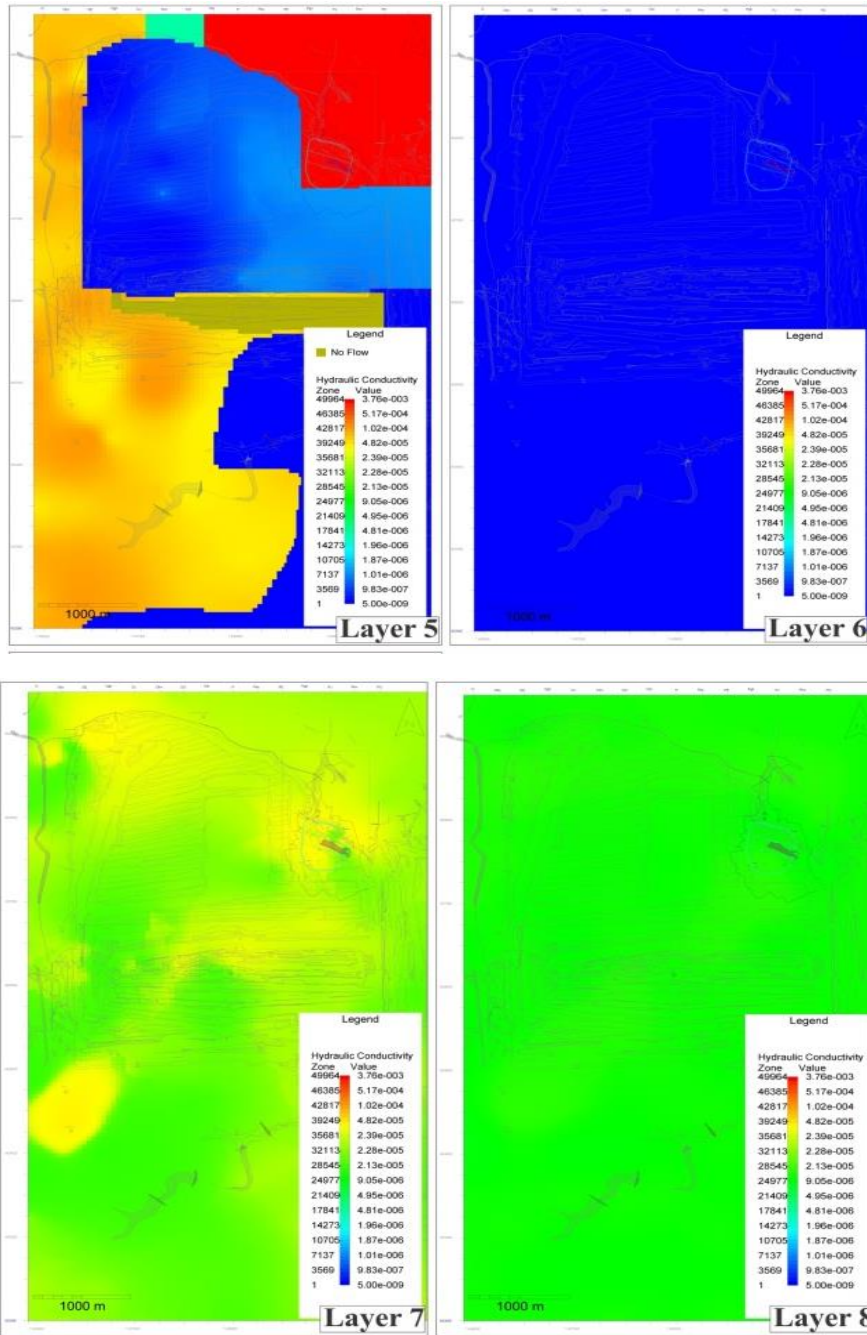 Legend
No Flow
Hydraulic Conductivity
Zone Value
49964 3.76e-003
46385 5.17e-004
42817 1.02e-004
39249 4.82e-005
35681 2.39e-005
32113 2.28e-005
28545 2.13e-005
24977 9.05e-006
21409 4.95e-006
17841 4.81e-006
14273 1.96e-006
10705 1.87e-006
7137 1.01e-006
3569 9.83e-007
1 5.00e-009
1000 m
Layer 5
Legend
Hydraulic Conductivity
Zone Value
49964 3.76e-003
46385 5.17e-004
42817 1.02e-004
39249 4.82e-005
35681 2.39e-005
32113 2.28e-005
28545 2.13e-005
24977 9.05e-006
21409 4.95e-006
17841 4.81e-006
14273 1.96e-006
10705 1.87e-006
7137 1.01e-006
3569 9.83e-007
1 5.00e-009
1000 m
Layer 6
Legend
Hydraulic Conductivity
Zone Value
49964 3.76e-003
46385 5.17e-004
42817 1.02e-004
39249 4.82e-005
35681 2.39e-005
32113 2.28e-005
28545 2.13e-005
24977 9.05e-006
21409 4.95e-006
17841 4.81e-006
14273 1.96e-006
10705 1.87e-006
7137 1.01e-006
3569 9.83e-007
1 5.00e-009
1000 m
Layer 7
Legend
Hydraulic Conductivity
Zone Value
49964 3.76e-003
46385 5.17e-004
42817 1.02e-004
39249 4.82e-005
35681 2.39e-005
32113 2.28e-005
28545 2.13e-005
24977 9.05e-006
21409 4.95e-006
17841 4.81e-006
14273 1.96e-006
10705 1.87e-006
7137 1.01e-006
3569 9.83e-007
1 5.00e-009
1000 m
Layer 8